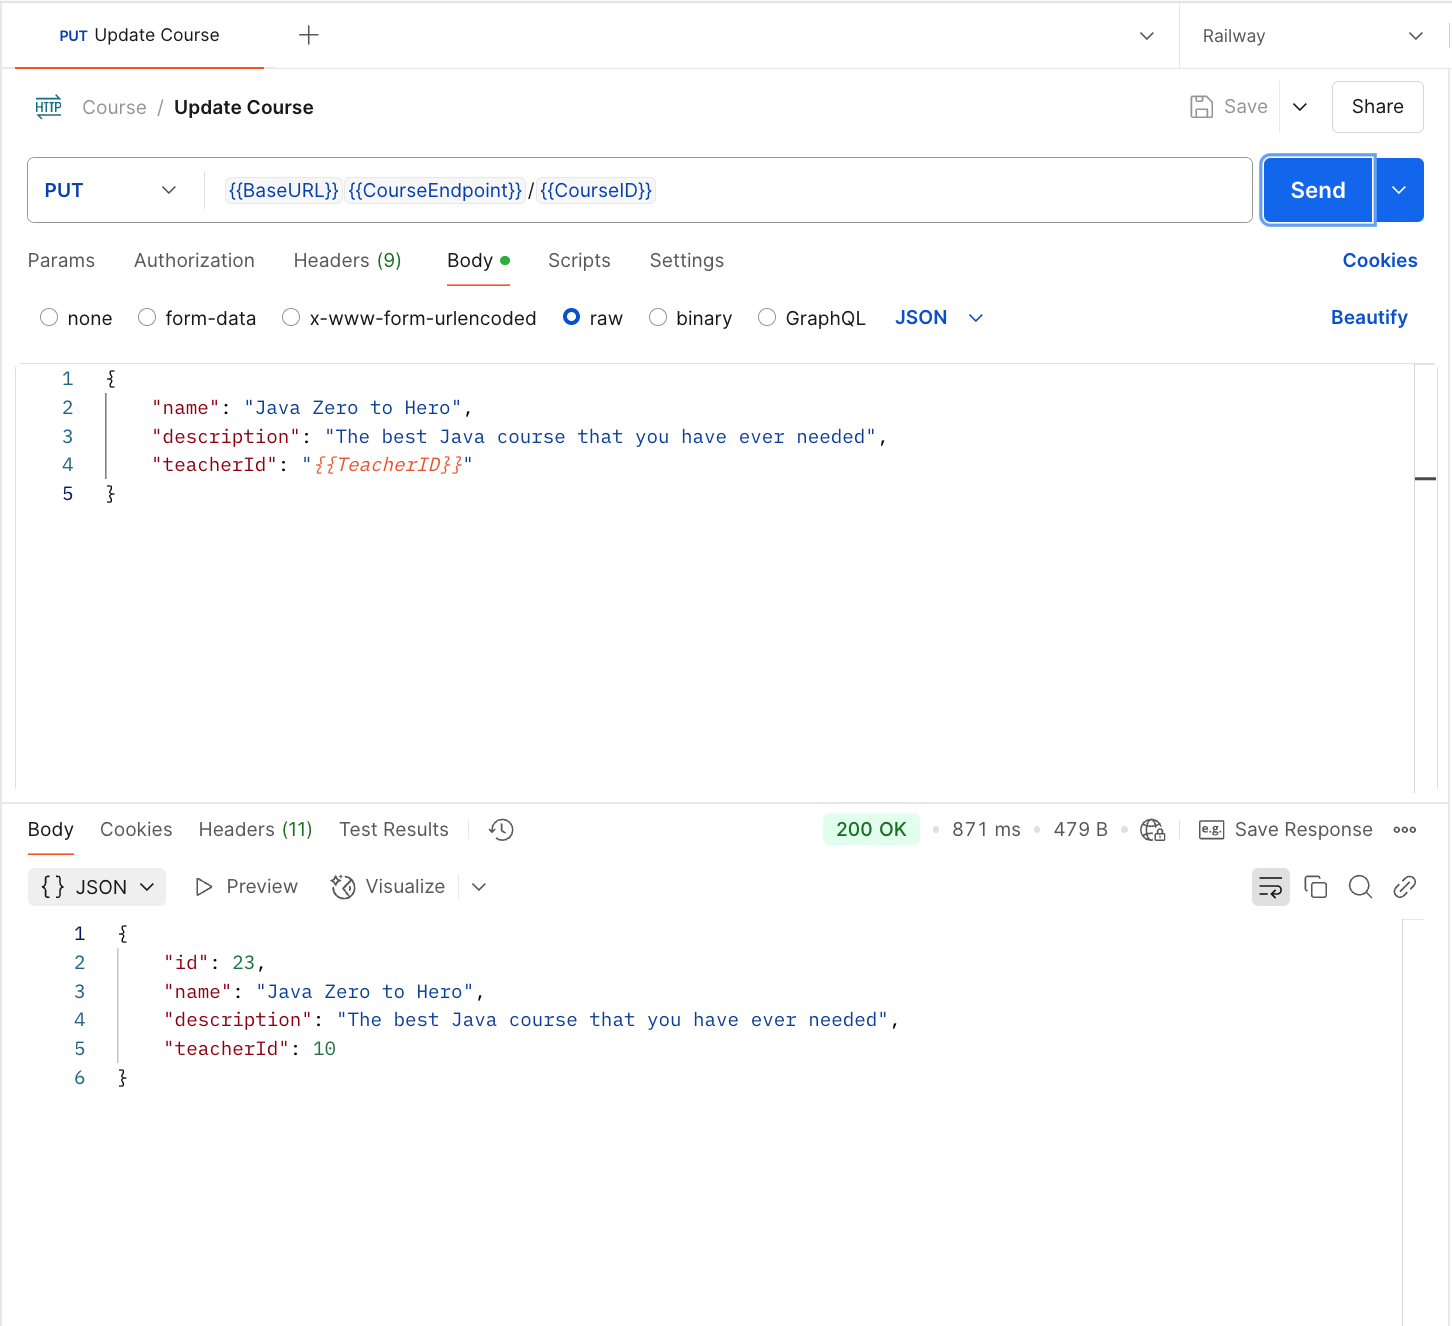 PUT Update Course
Railway
HTTP Course / Update Course Save Share
PUT {{BaseURL}} {{CourseEndpoint}} / {{CourseID}} Send
Params Authorization Headers (9) Body Scripts Settings Cookies
none form-data x-www-form-urlencoded raw binary GraphQL JSON Beautify
1 {
2 "name": "Java Zero to Hero",
3 "description": "The best Java course that you have ever needed",
4 "teacherId": "{{TeacherID}}"
5 }
Body Cookies Headers (11) Test Results 200 OK 871 ms 479 B e.g. Save Response
{} JSON Preview Visualize
1 {
2 "id": 23,
3 "name": "Java Zero to Hero",
4 "description": "The best Java course that you have ever needed",
5 "teacherId": 10
6 }